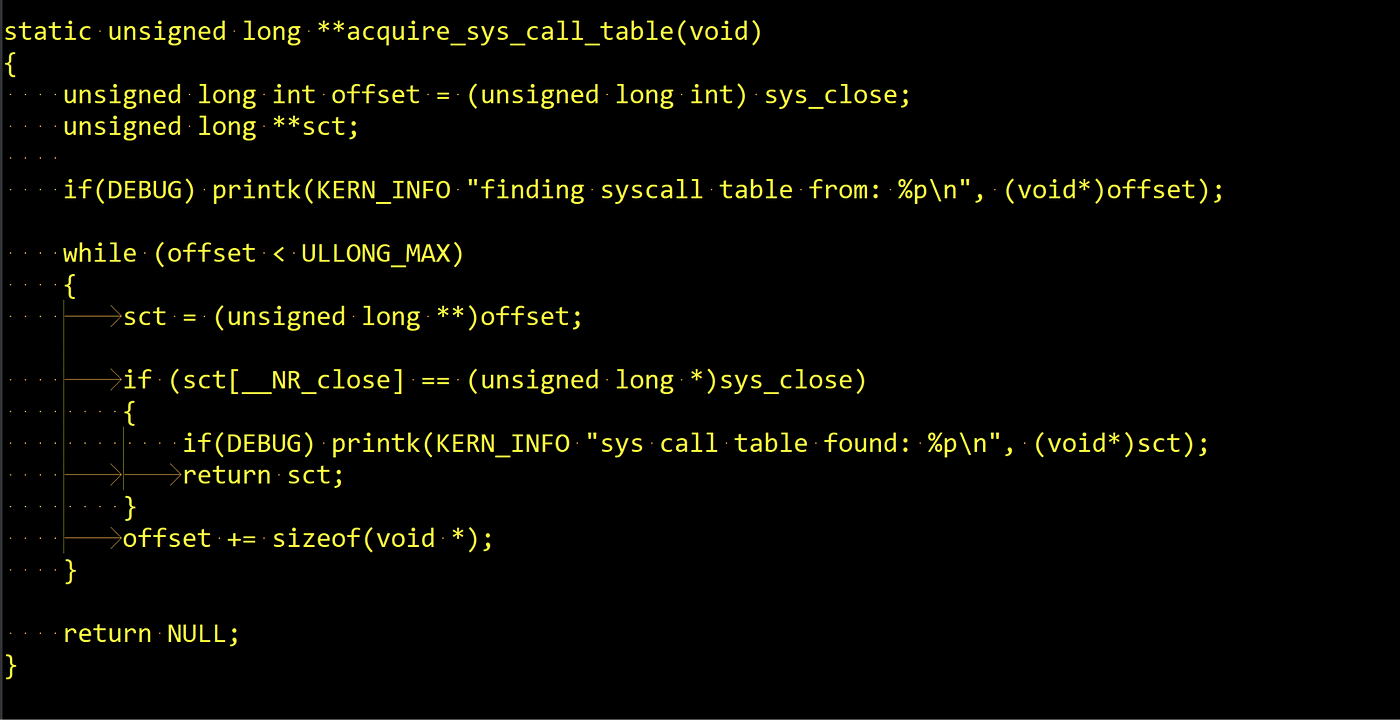 static unsigned long **acquire_sys_call_table(void)
{
    unsigned long int offset = (unsigned long int) sys_close;
    unsigned long **sct;

    if(DEBUG) printk(KERN_INFO "finding syscall table from: %p\n", (void*)offset);

    while (offset < ULLONG_MAX)
    {
        sct = (unsigned long **)offset;

        if (sct[__NR_close] == (unsigned long *)sys_close)
        {
            if(DEBUG) printk(KERN_INFO "sys call table found: %p\n", (void*)sct);
            return sct;
        }
        offset += sizeof(void *);
    }

    return NULL;
}